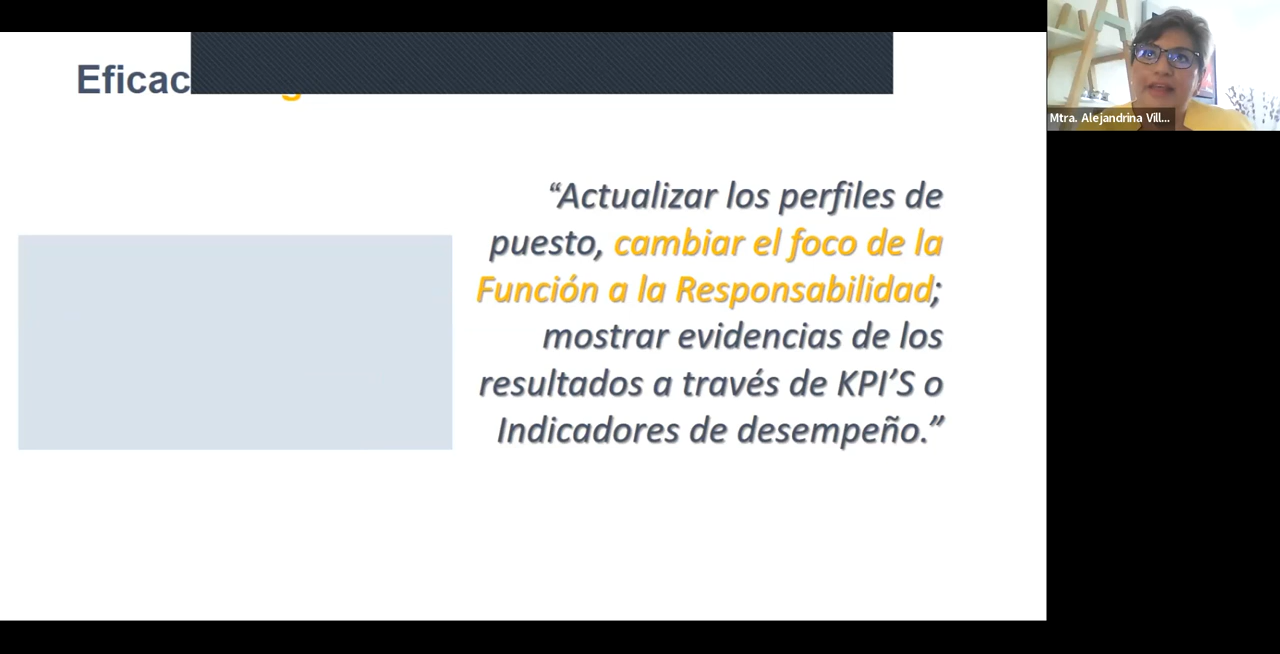 “Actualizar los perfiles de
puesto, cambiar el foco de la
Función a la Responsabilidad;
mostrar evidencias de los
resultados a través de KPI’S o
Indicadores de desempeño.”
Mtra. Alejandrina Vill...